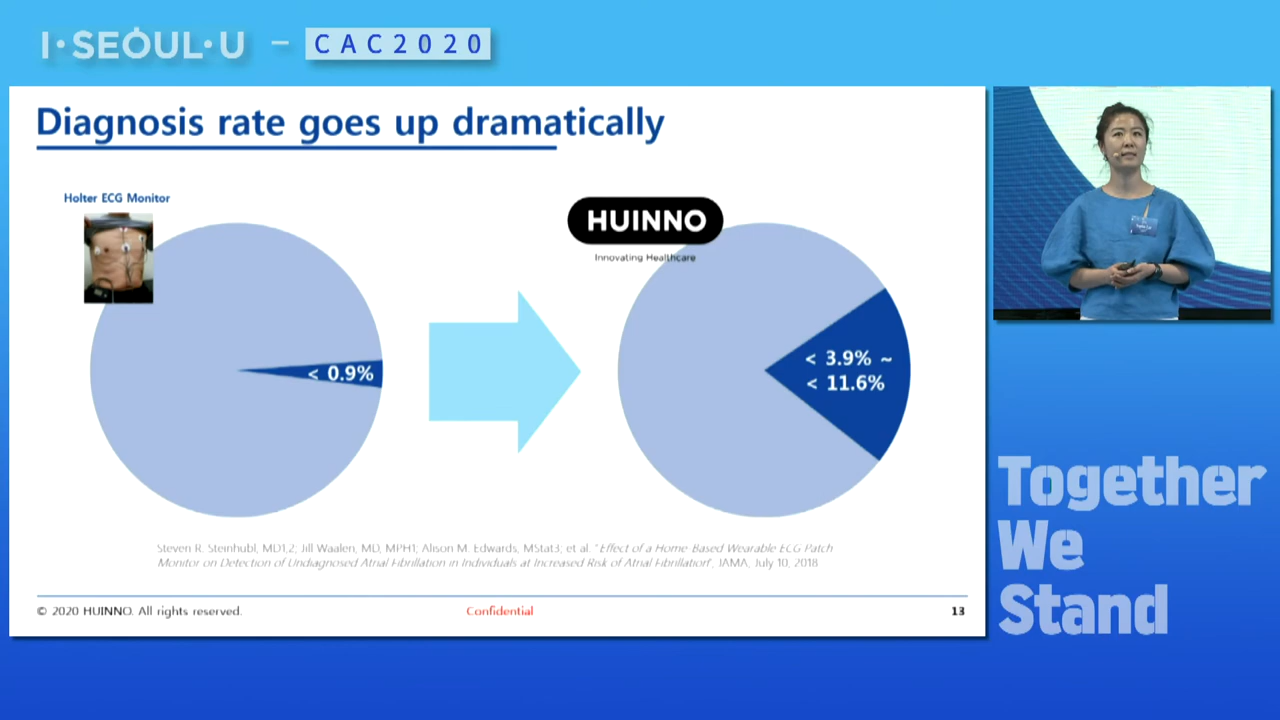 I·SEOUL·U – CAC2020
Diagnosis rate goes up dramatically
Holter ECG Monitor
HUINNO
Innovating Healthcare
< 0.9%
< 3.9% ~
< 11.6%
Steven R. Steinhubl, MD1,2; Jill Waalen, MD, MPH1; Alison M. Edwards, MStat3; et al. "Effect of a Home Based Wearable ECG Patch
Monitor on Detection of Undiagnosed Atrial Fibrillation in Individuals at Increased Risk of Atrial Fibrillation", JAMA, July 10, 2018
© 2020 HUINNO. All rights reserved.
Confidential
13
Together
We
Stand